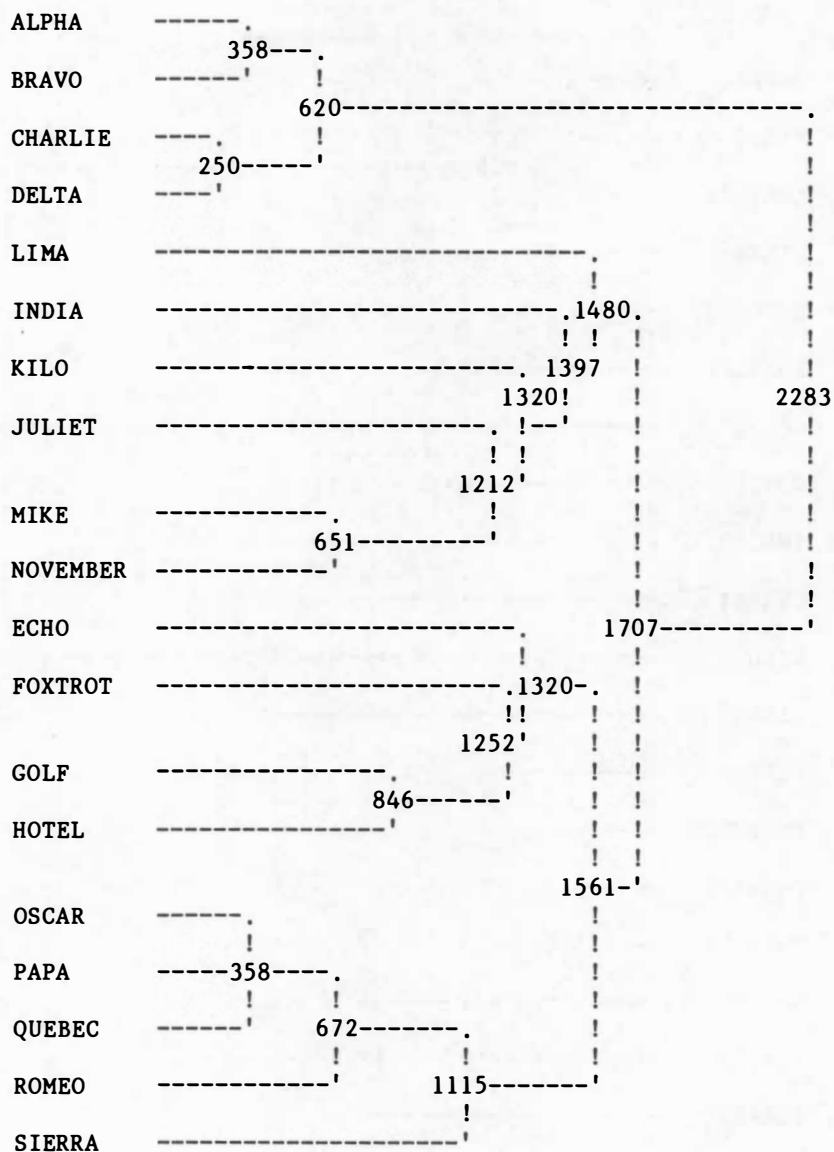 ALPHA
358
BRAVO
620
CHARLIE
250
DELTA
LIMA
INDIA 1480
KILO 1397
1320 2283
JULIET
1212
MIKE
651
NOVEMBER
ECHO 1707
FOXTROT 1320
1252
GOLF
846
HOTEL
1561
OSCAR
PAPA 358
QUEBEC 672
ROMEO 1115
SIERRA